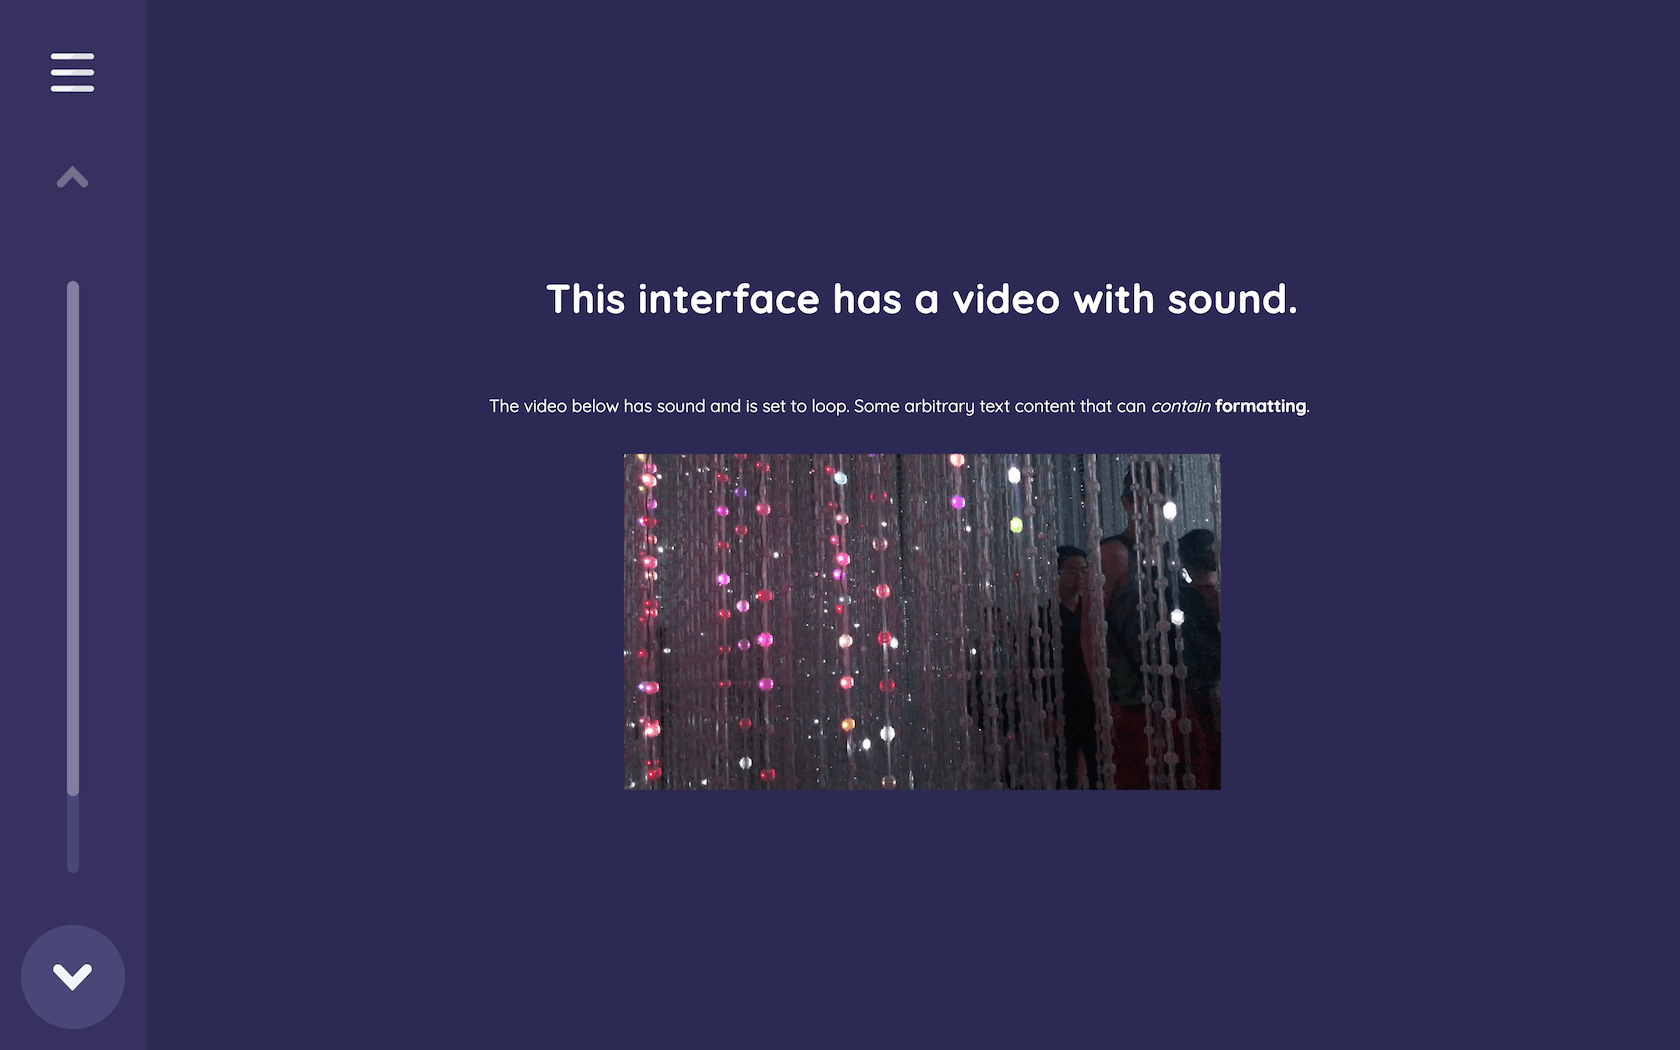 This interface has a video with sound.
The video below has sound and is set to loop. Some arbitrary text content that can contain formatting.